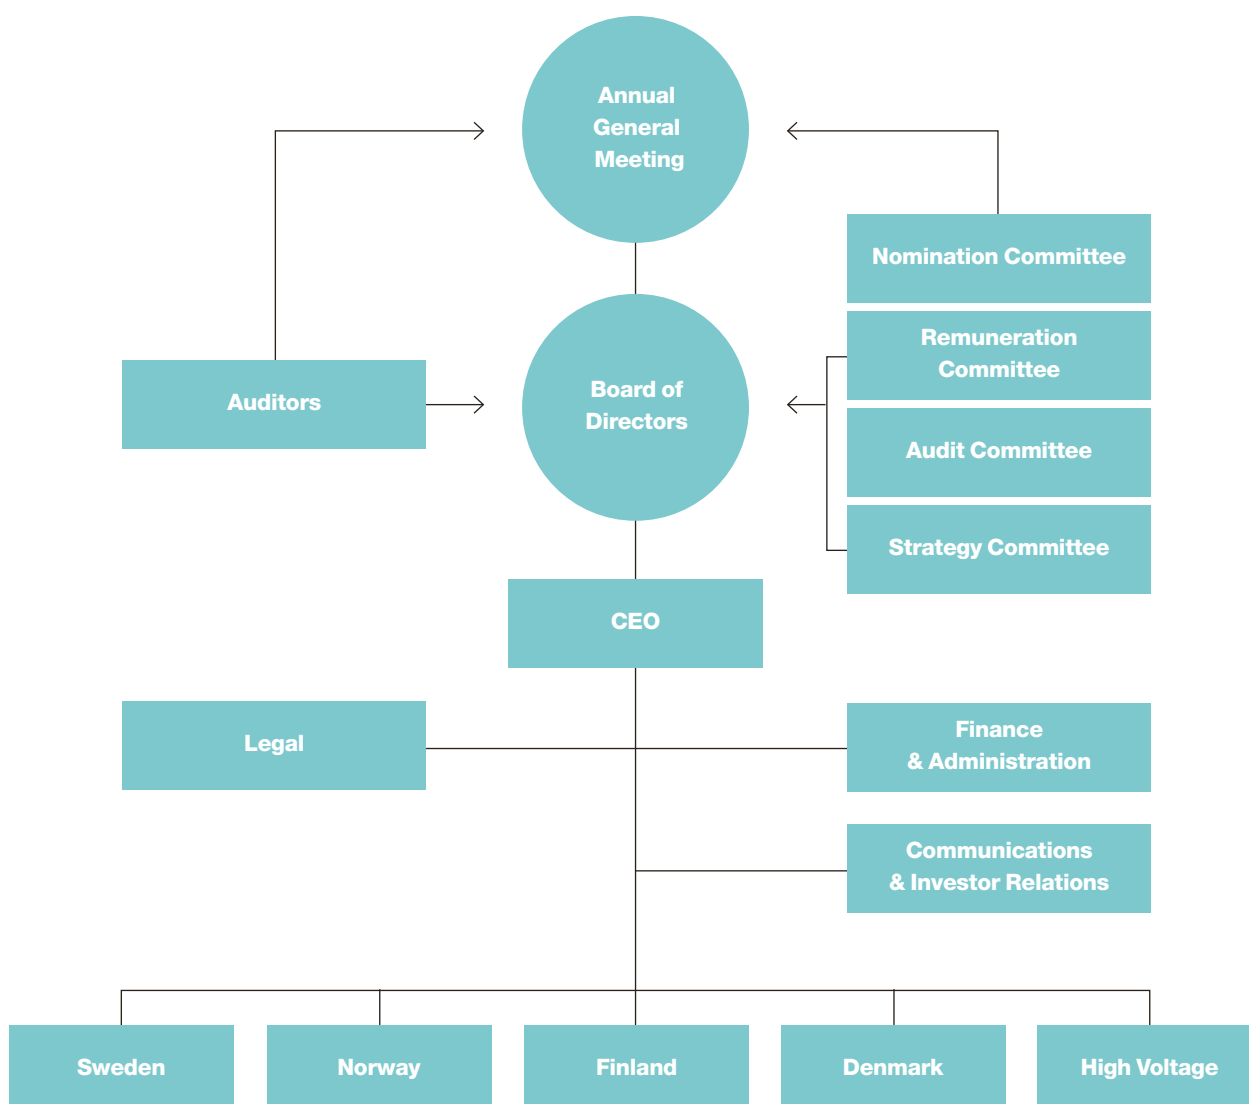 Annual
General
Meeting
Nomination Committee
Remuneration
Committee
Auditors
Board of
Directors
Audit Committee
Strategy Committee
CEO
Legal
Finance
& Administration
Communications
& Investor Relations
Sweden
Norway
Finland
Denmark
High Voltage